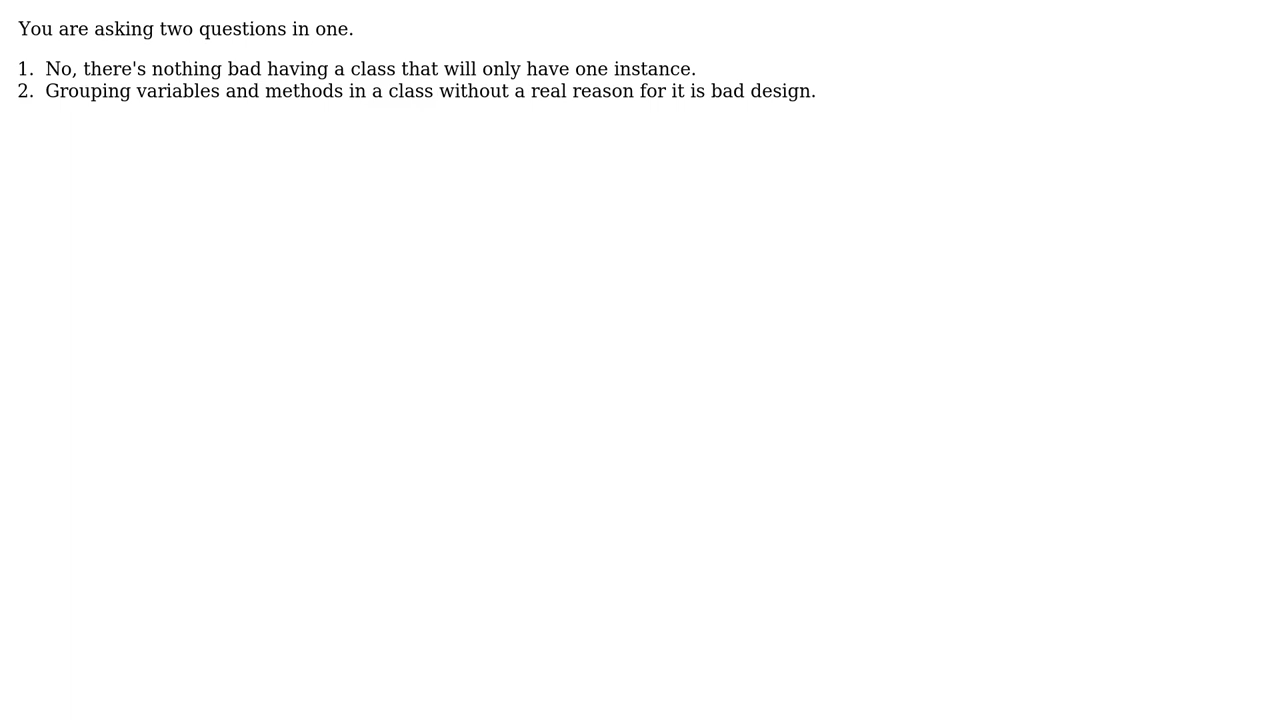 You are asking two questions in one.
1. No, there's nothing bad having a class that will only have one instance.
2. Grouping variables and methods in a class without a real reason for it is bad design.